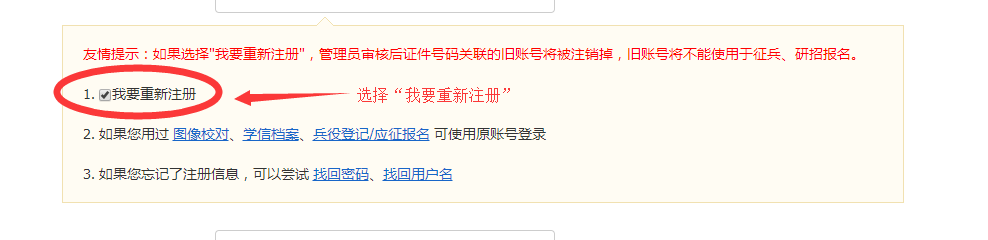 友情提示：如果选择"我要重新注册"，管理员审核后证件号码关联的旧账号将被注销掉，旧账号将不能使用于征兵、研招报名。
1. 我要重新注册
选择“我要重新注册”
2. 如果您用过 图像校对、学信档案、兵役登记/应征报名 可使用原账号登录
3. 如果您忘记了注册信息，可以尝试 找回密码、找回用户名